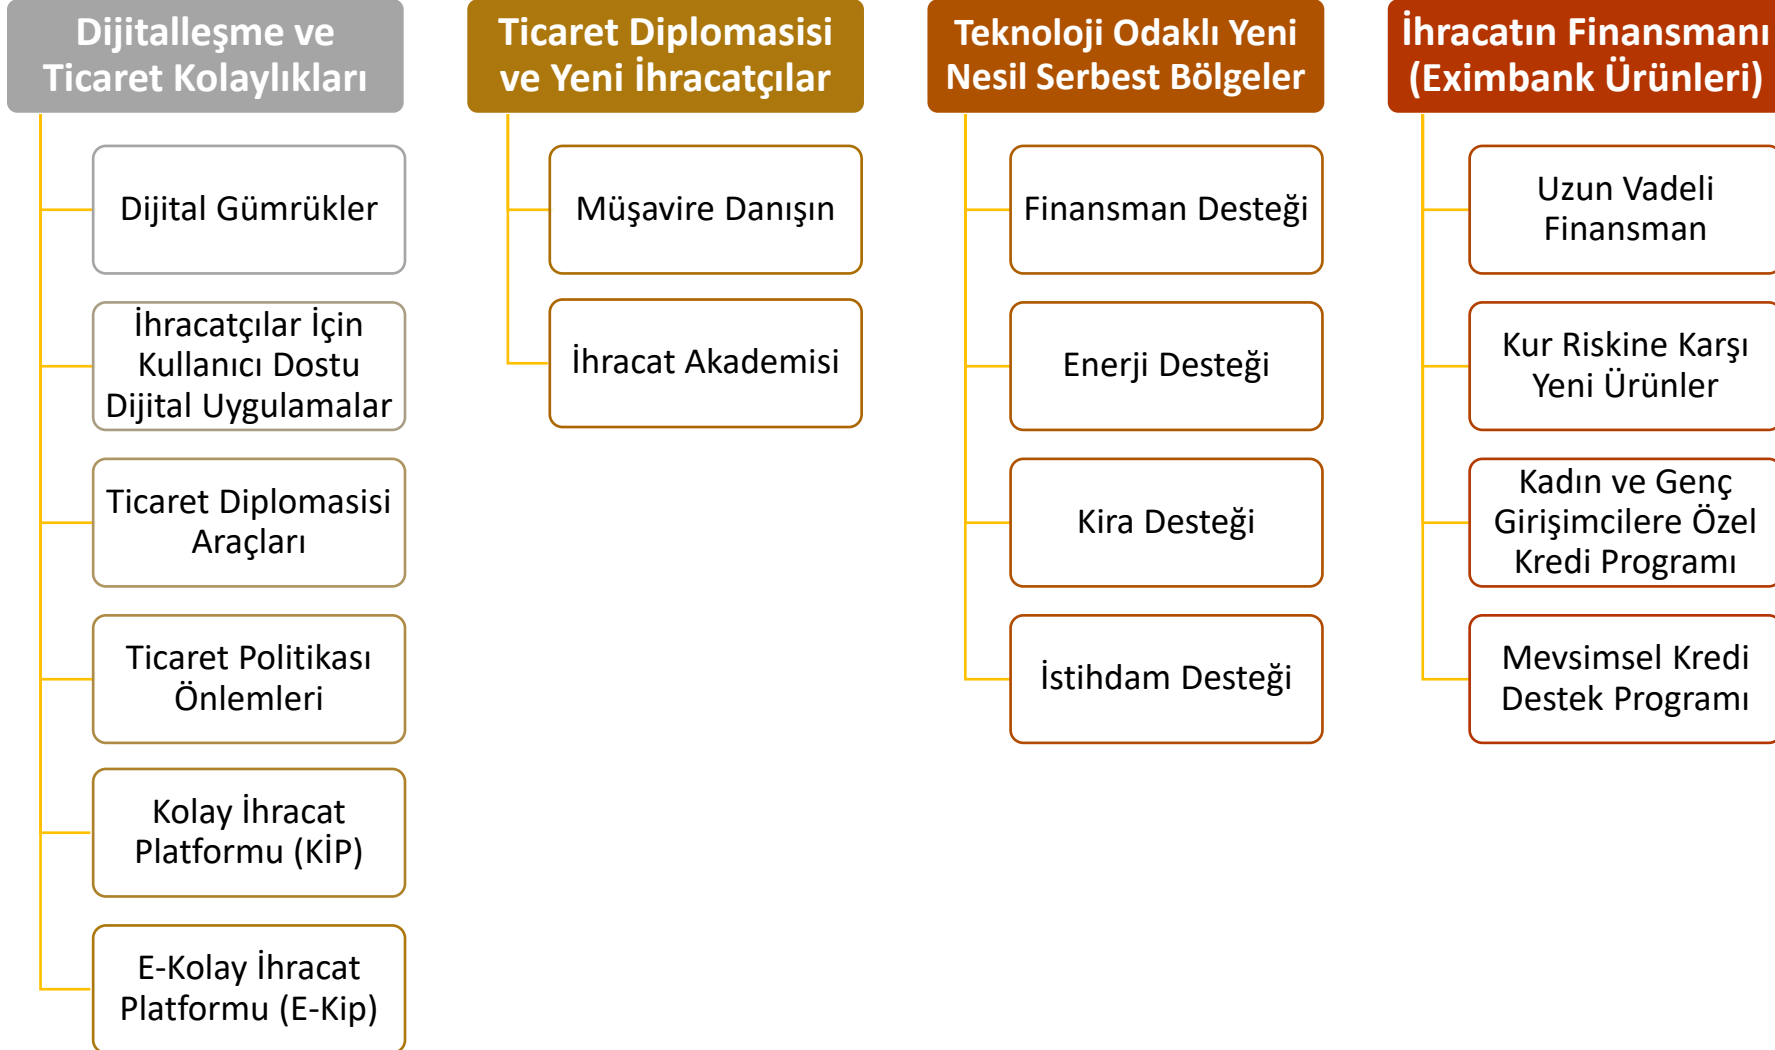 Dijitalleşme ve
Ticaret Kolaylıkları
Dijital Gümrükler
İhracatçılar İçin
Kullanıcı Dostu
Dijital Uygulamalar
Ticaret Diplomasisi
Araçları
Ticaret Politikası
Önlemleri
Kolay İhracat
Platformu (KİP)
E-Kolay İhracat
Platformu (E-Kip)
Ticaret Diplomasisi
ve Yeni İhracatçılar
Müşavire Danışın
İhracat Akademisi
Teknoloji Odaklı Yeni
Nesil Serbest Bölgeler
Finansman Desteği
Enerji Desteği
Kira Desteği
İstihdam Desteği
İhracatın Finansmanı
(Eximbank Ürünleri)
Uzun Vadeli
Finansman
Kur Riskine Karşı
Yeni Ürünler
Kadın ve Genç
Girişimcilere Özel
Kredi Programı
Mevsimsel Kredi
Destek Programı